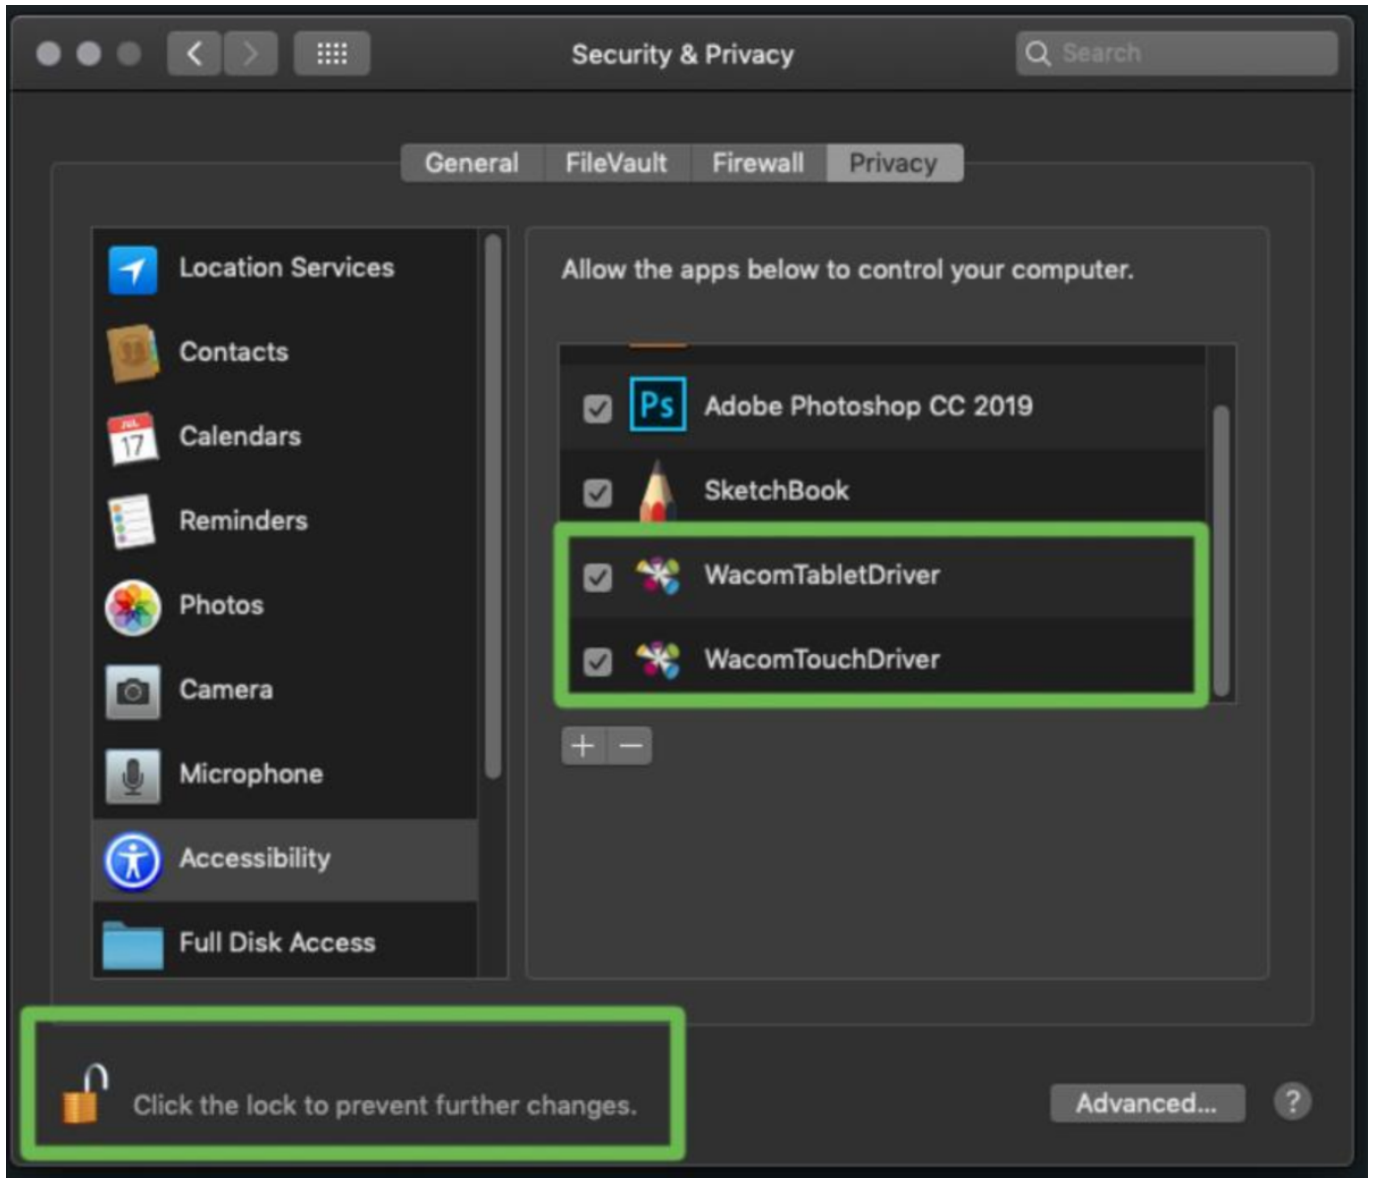 Security & Privacy
Search
General
FileVault
Firewall
Privacy
Location Services
Contacts
JUL
17
Calendars
Reminders
Photos
Camera
Microphone
Accessibility
Full Disk Access
Allow the apps below to control your computer.
Ps
Adobe Photoshop CC 2019
SketchBook
WacomTabletDriver
WacomTouchDriver
+
−
Click the lock to prevent further changes.
Advanced...
?